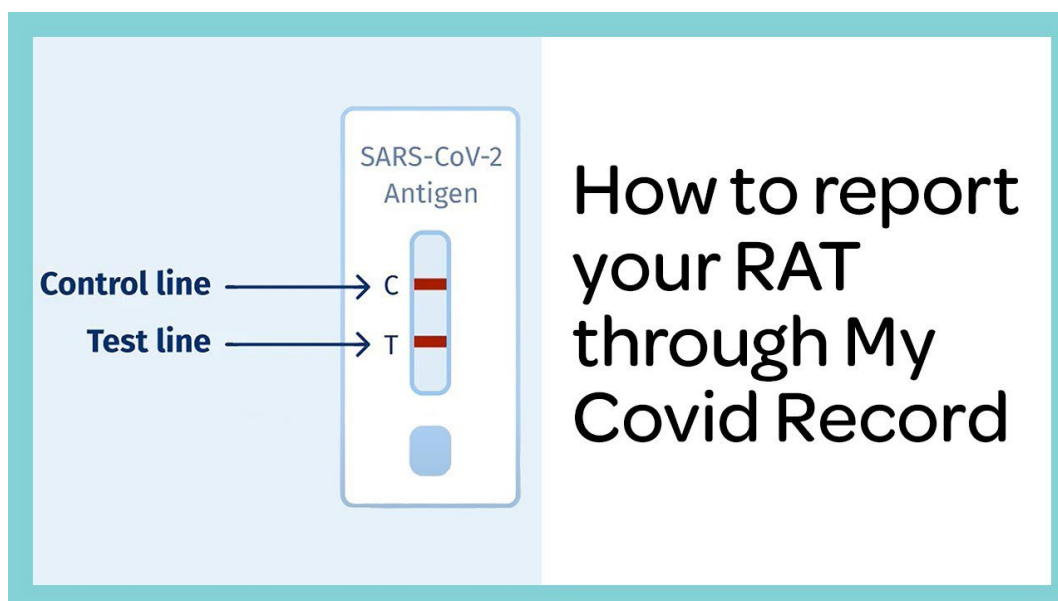 SARS-CoV-2
Antigen
Control line
C
Test line
T
How to report
your RAT
through My
Covid Record